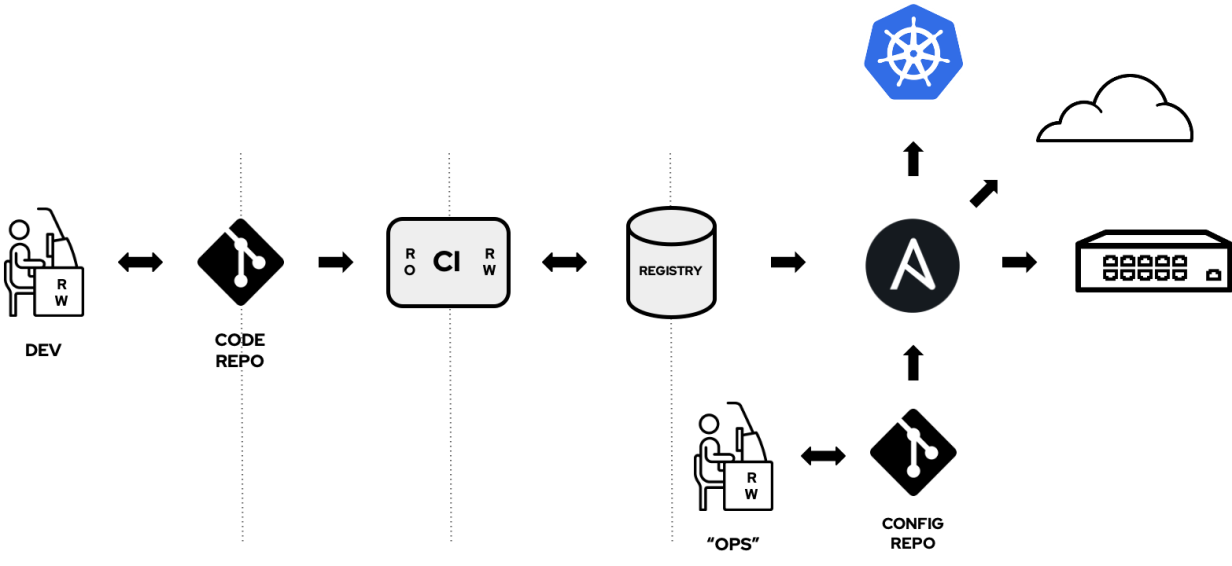 R
W
DEV
CODE
REPO
R
O
CI
R
W
REGISTRY
R
W
“OPS”
CONFIG
REPO